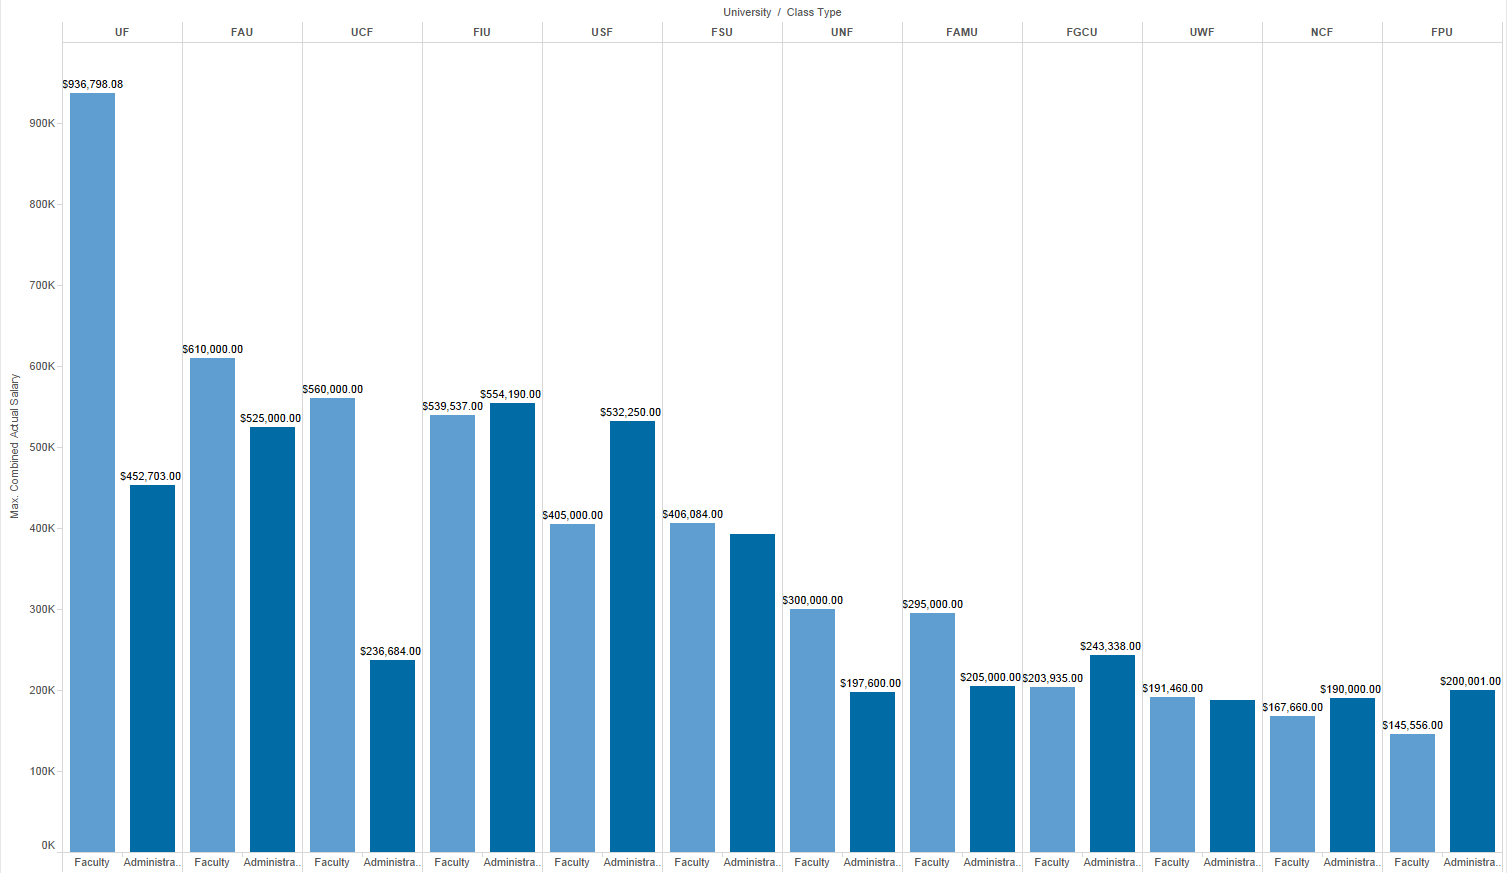 University / Class Type
UF FAU UCF FIU USF FSU UNF FAMU FGCU UWF NCF FPU
Max. Combined Actual Salary
900K
800K
700K
600K
500K
400K
300K
200K
100K
0K
$936,798.08
$452,703.00
$610,000.00
$525,000.00
$560,000.00
$236,684.00
$539,537.00
$554,190.00
$405,000.00
$532,250.00
$406,084.00
$300,000.00
$197,600.00
$295,000.00
$205,000.00
$203,935.00
$243,338.00
$191,460.00
$167,660.00
$190,000.00
$145,556.00
$200,001.00
Faculty Administra.. Faculty Administra.. Faculty Administra.. Faculty Administra.. Faculty Administra.. Faculty Administra.. Faculty Administra.. Faculty Administra.. Faculty Administra.. Faculty Administra.. Faculty Administra.. Faculty Administra..